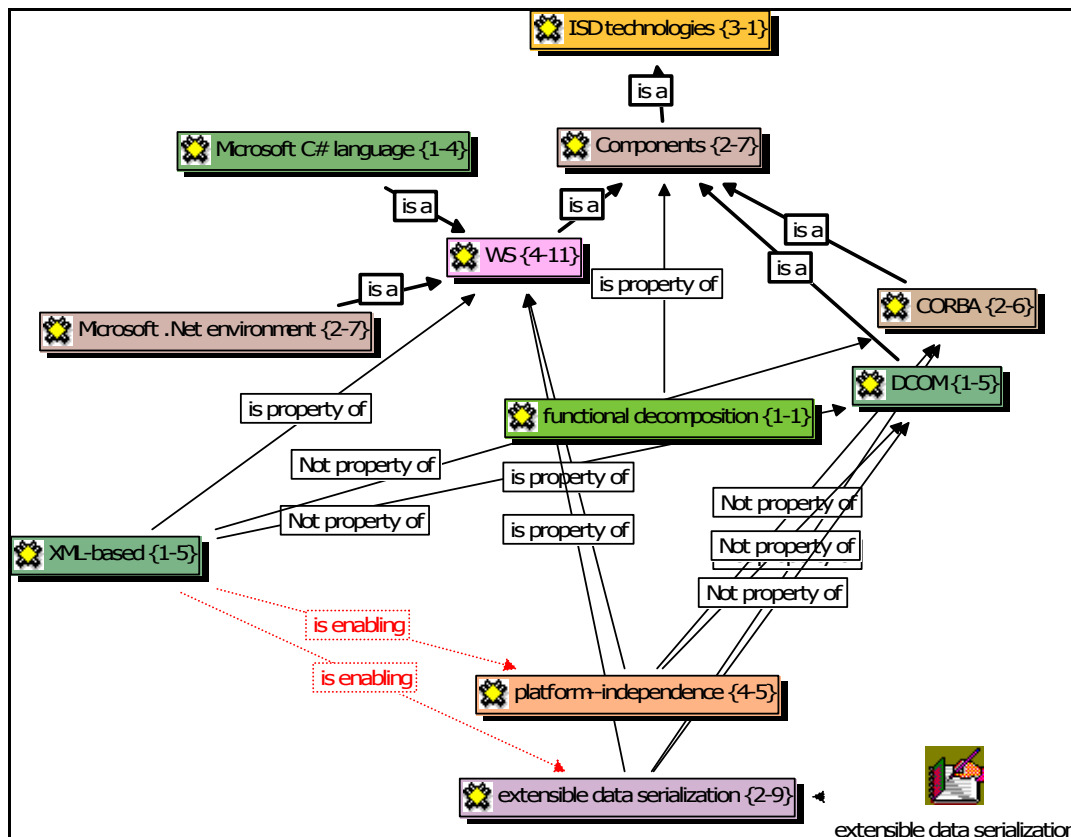 ISD technologies {3-1}
is a
Microsoft C# language {1-4}
Components {2-7}
is a
is a
is a
WS {4-11}
is a
is property of
is a
CORBA {2-6}
Microsoft .Net environment {2-7}
DCOM {1-5}
is property of
functional decomposition {1-1}
Not property of
is property of
Not property of
Not property of
is property of
Not property of
XML-based {1-5}
Not property of
is enabling
is enabling
platform-independence {4-5}
extensible data serialization {2-9}
extensible data serialization